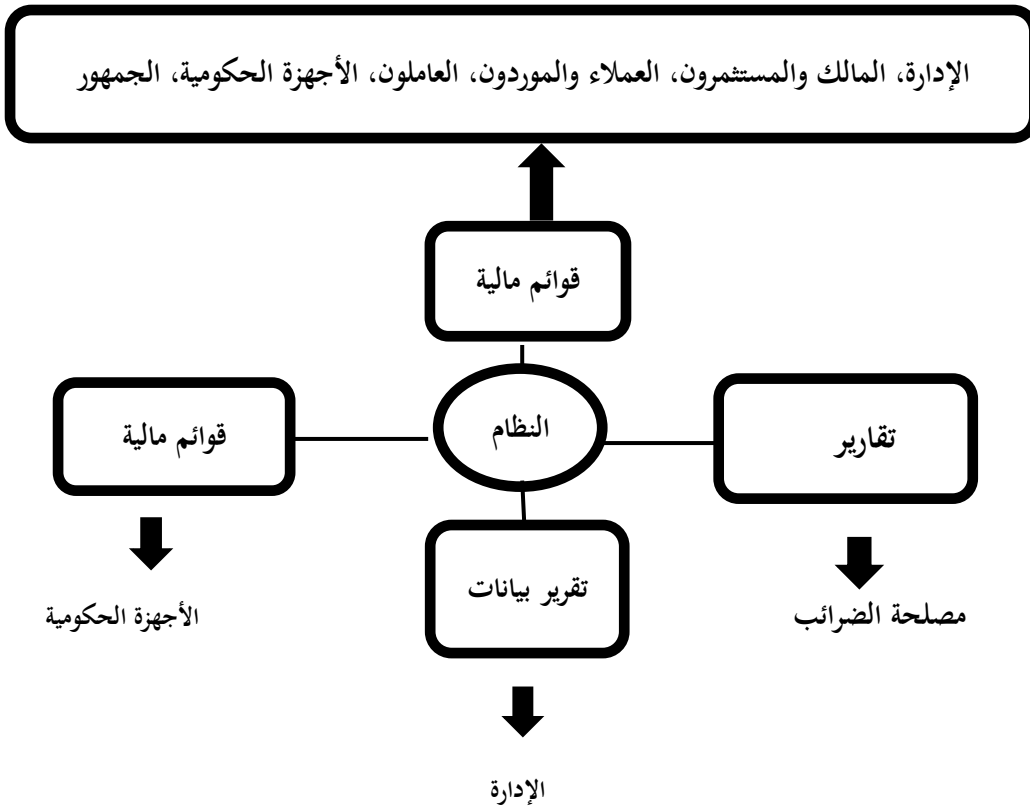 الإدارة، المالك والمستثمرون، العملاء والموردون، العاملون، الأجهزة الحكومية، الجمهور
قوائم مالية
تقارير
النظام
قوائم مالية
تقرير بيانات
مصلحة الضرائب
الأجهزة الحكومية
الإدارة